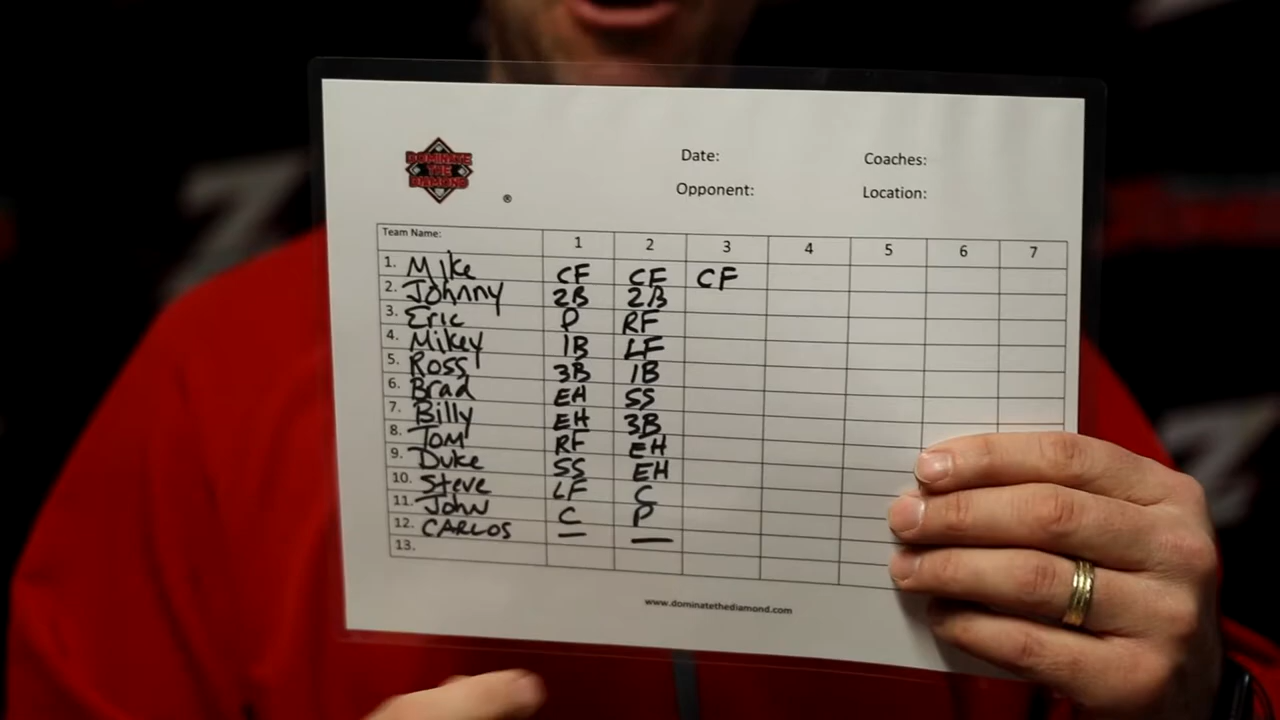 DOMINATE
THE
DIAMOND
®
Date: Coaches:
Opponent: Location:
Team Name: 1 2 3 4 5 6 7
1. Mike CF CF CF
2. Johnny 2B 2B
3. Eric P RF
4. Mikey 1B LF
5. Ross 3B 1B
6. Brad EH SS
7. Billy EH 3B
8. TOM RF EH
9. Duke SS EH
10. Steve LF C
11. John C P
12. CARLOS — —
13.
www.dominatethediamond.com